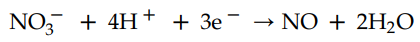 NO₃⁻ + 4H⁺ + 3e⁻ → NO + 2H₂O